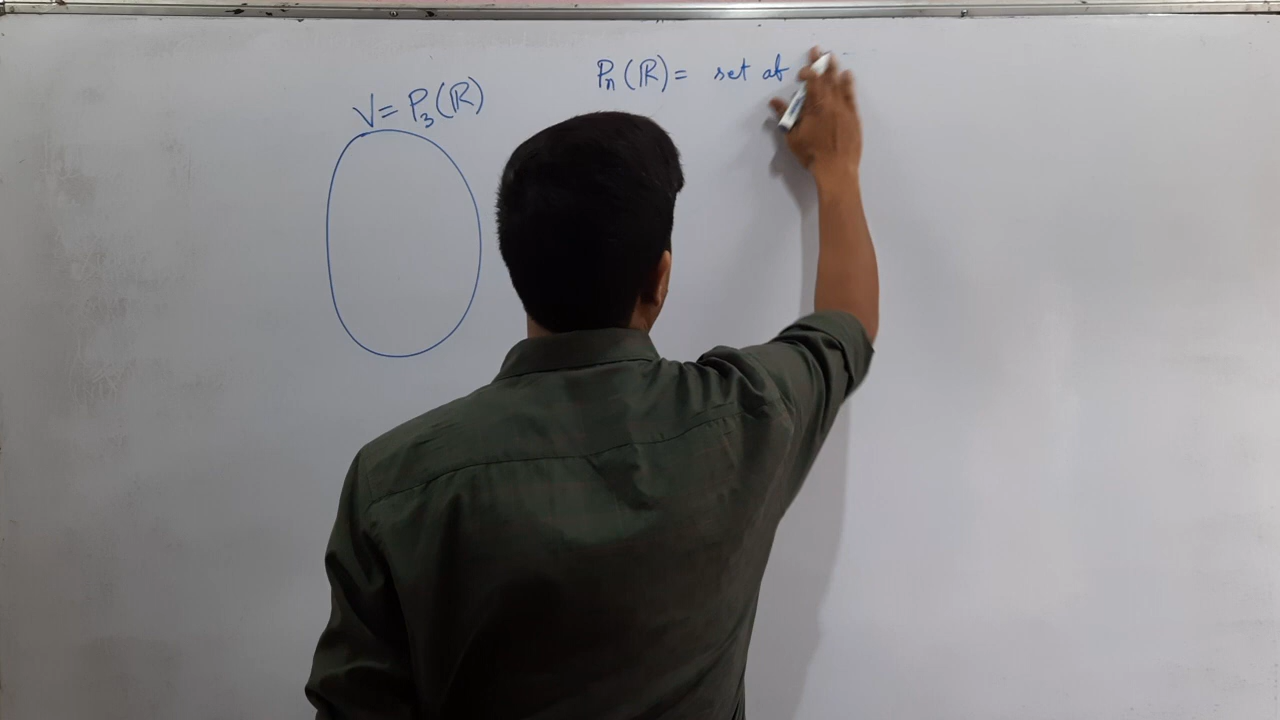 V = P₃(ℝ)
Pₙ(ℝ) = set of